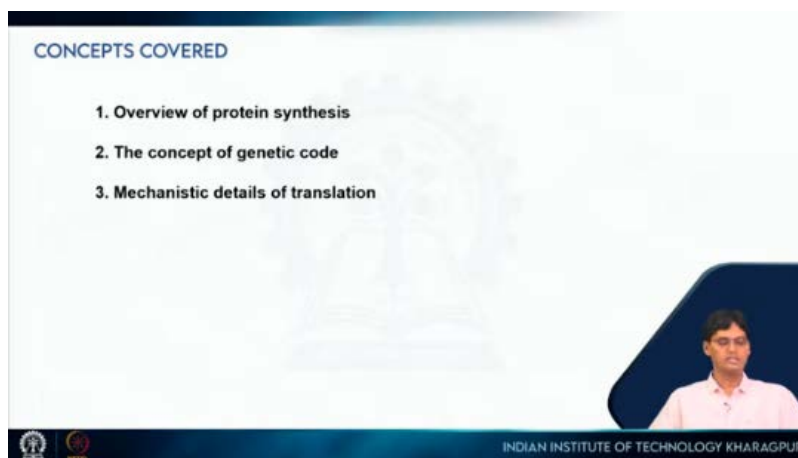 CONCEPTS COVERED
1. Overview of protein synthesis
2. The concept of genetic code
3. Mechanistic details of translation
INDIAN INSTITUTE OF TECHNOLOGY KHARAGPUR